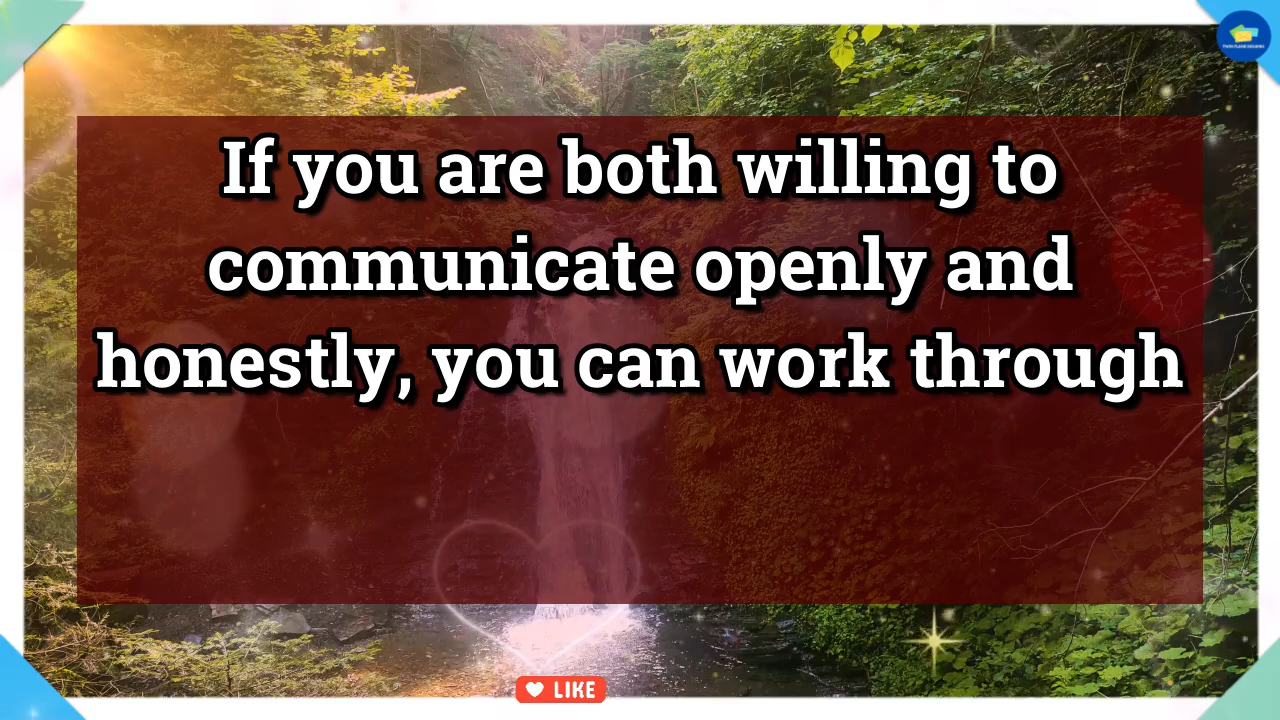 If you are both willing to
communicate openly and
honestly, you can work through
LIKE